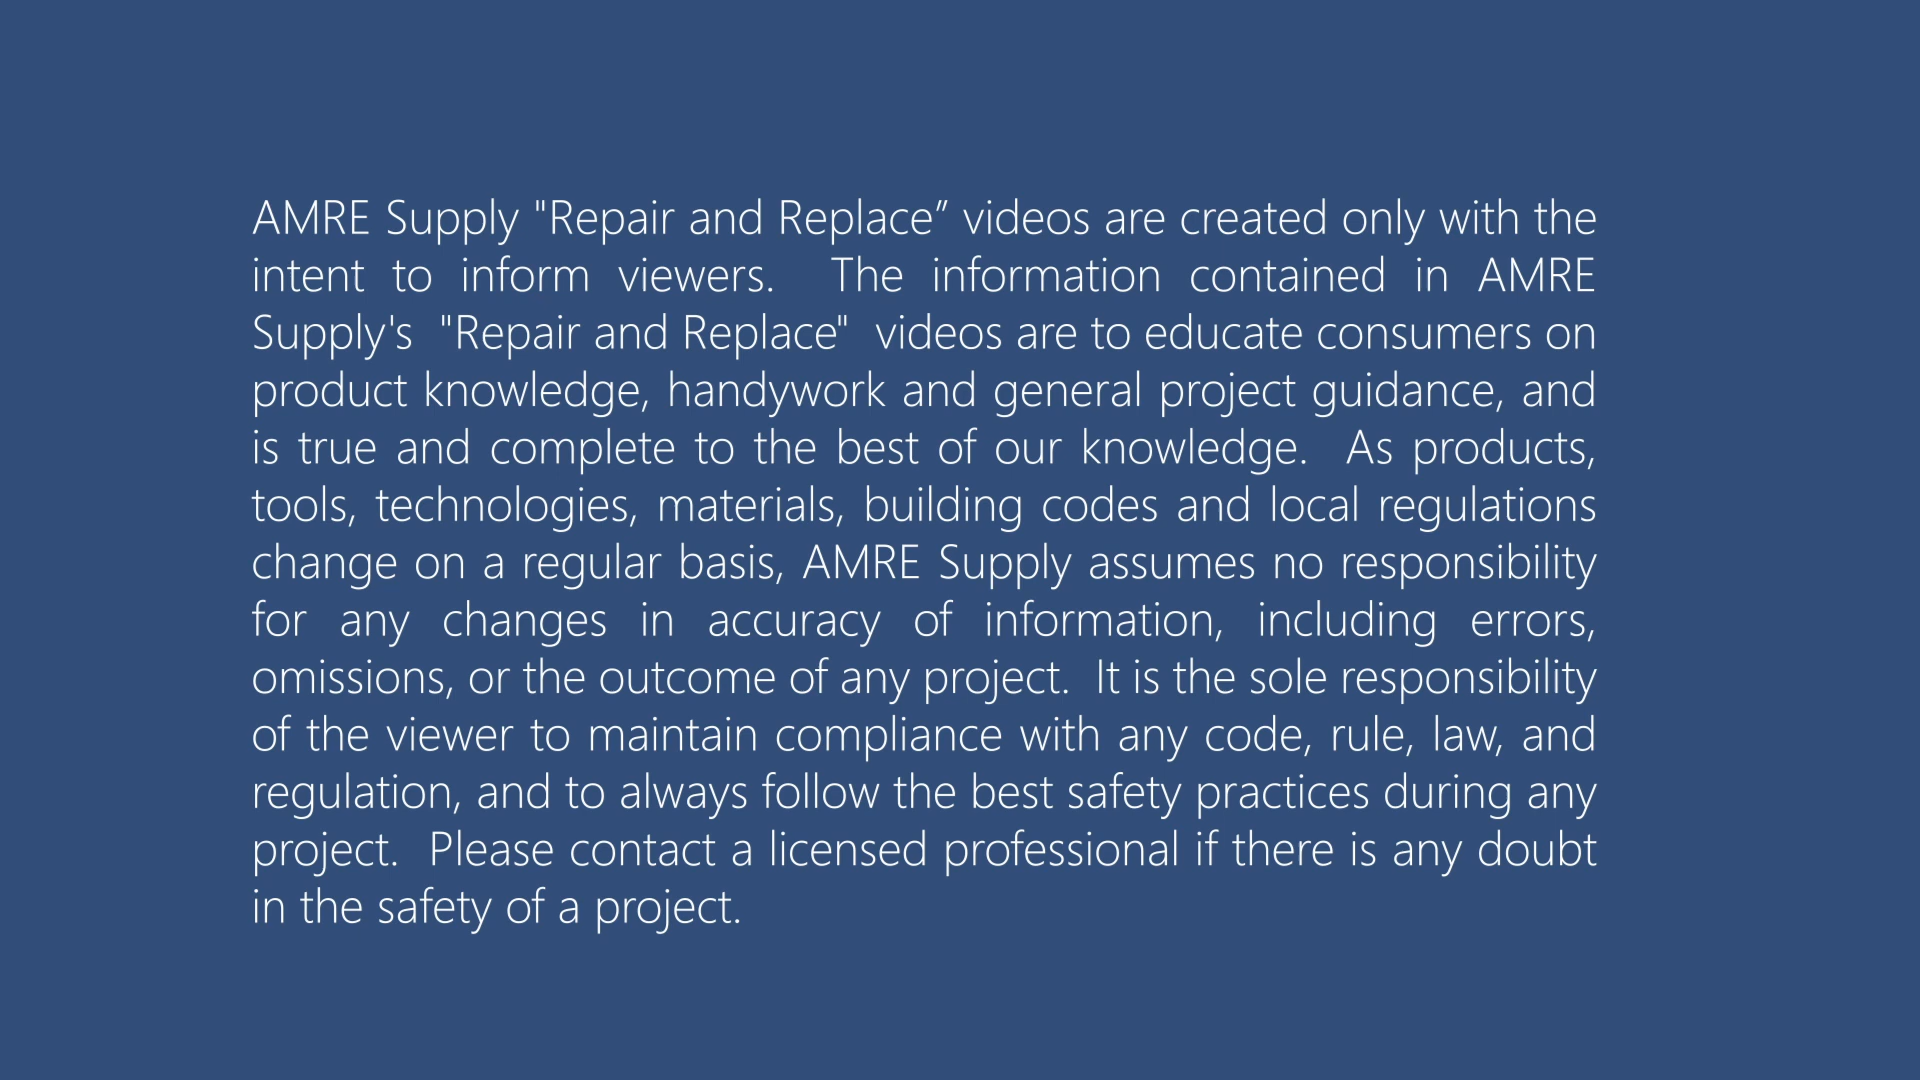 AMRE Supply "Repair and Replace” videos are created only with the
intent to inform viewers.  The information contained in AMRE
Supply's  "Repair and Replace"  videos are to educate consumers on
product knowledge, handywork and general project guidance, and
is true and complete to the best of our knowledge.  As products,
tools, technologies, materials, building codes and local regulations
change on a regular basis, AMRE Supply assumes no responsibility
for any changes in accuracy of information, including errors,
omissions, or the outcome of any project.  It is the sole responsibility
of the viewer to maintain compliance with any code, rule, law, and
regulation, and to always follow the best safety practices during any
project.  Please contact a licensed professional if there is any doubt
in the safety of a project.